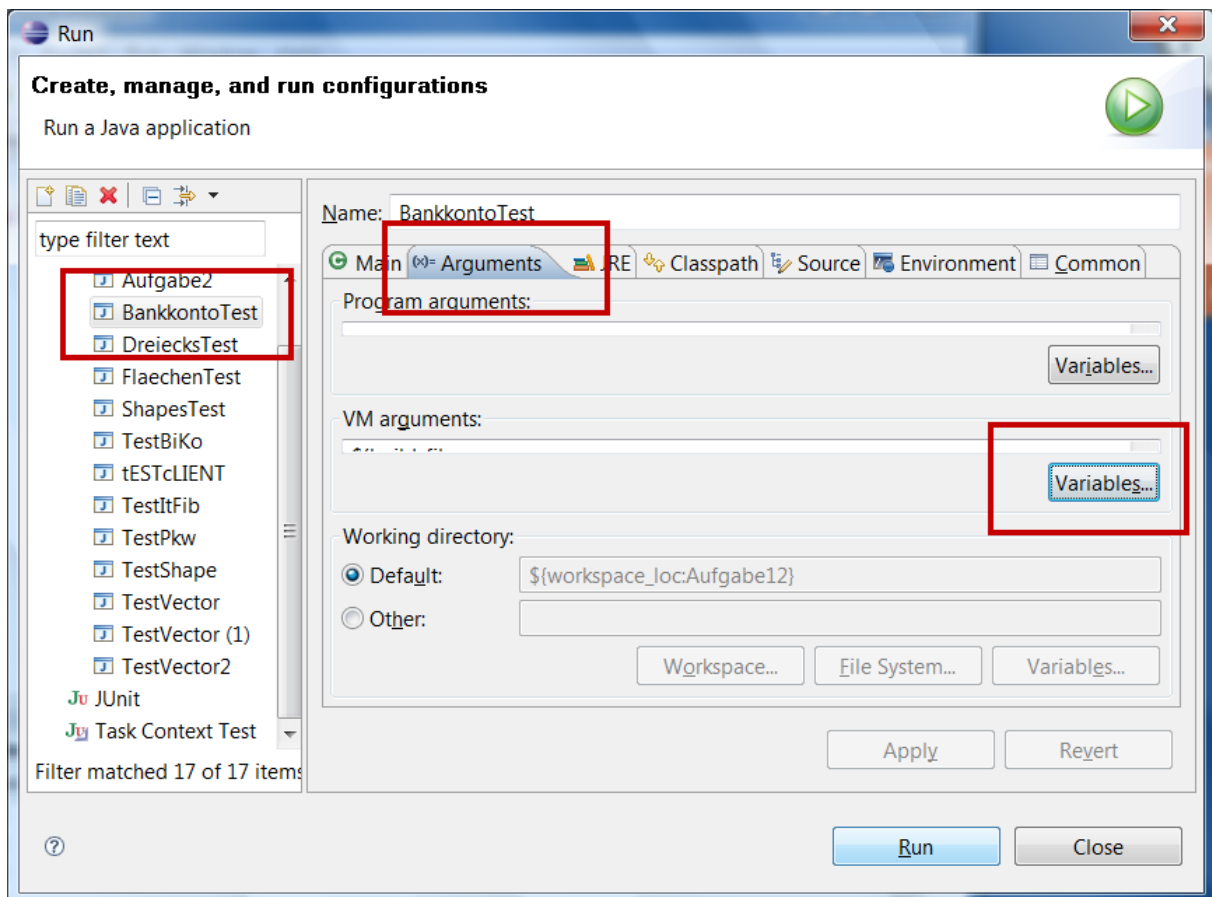 Run
Create, manage, and run configurations
Run a Java application
type filter text
Aufgabe2
BankkontoTest
DreiecksTest
FlaechenTest
ShapesTest
TestBiKo
tESTcLIENT
TestItFib
TestPkw
TestShape
TestVector
TestVector (1)
TestVector2
JUnit
Task Context Test
Filter matched 17 of 17 items
Name: BankkontoTest
Main (x)= Arguments JRE Classpath Source Environment Common
Program arguments:
Variables...
VM arguments:
Variables...
Working directory:
Default: ${workspace_loc:Aufgabe12}
Other:
Workspace... File System... Variables...
Apply Revert
Run Close